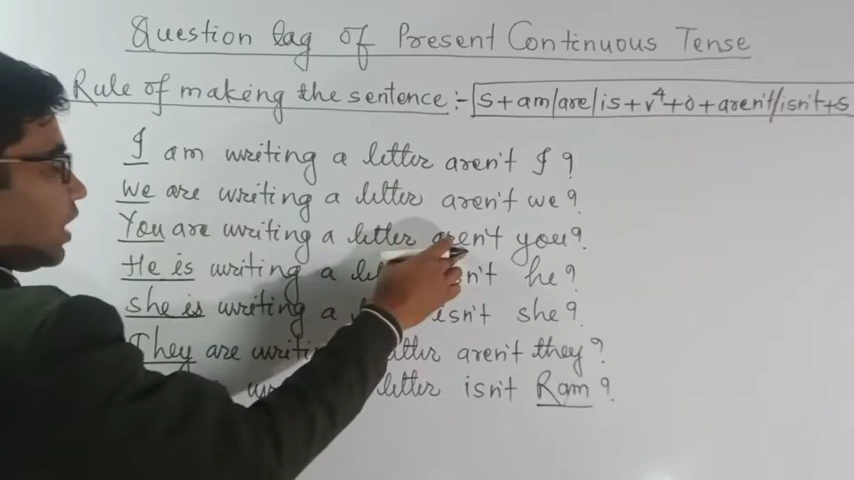 Question tag of Present Continuous Tense
Rule of making the sentence :- S + am/are/is + v⁴ + o + aren't/isn't + s
I am writing a letter aren't I?
We are writing a letter aren't we?
You are writing a letter aren't you?
He is writing a he?
she is writing a isn't she?
They are letter aren't they?
letter isn't Ram?